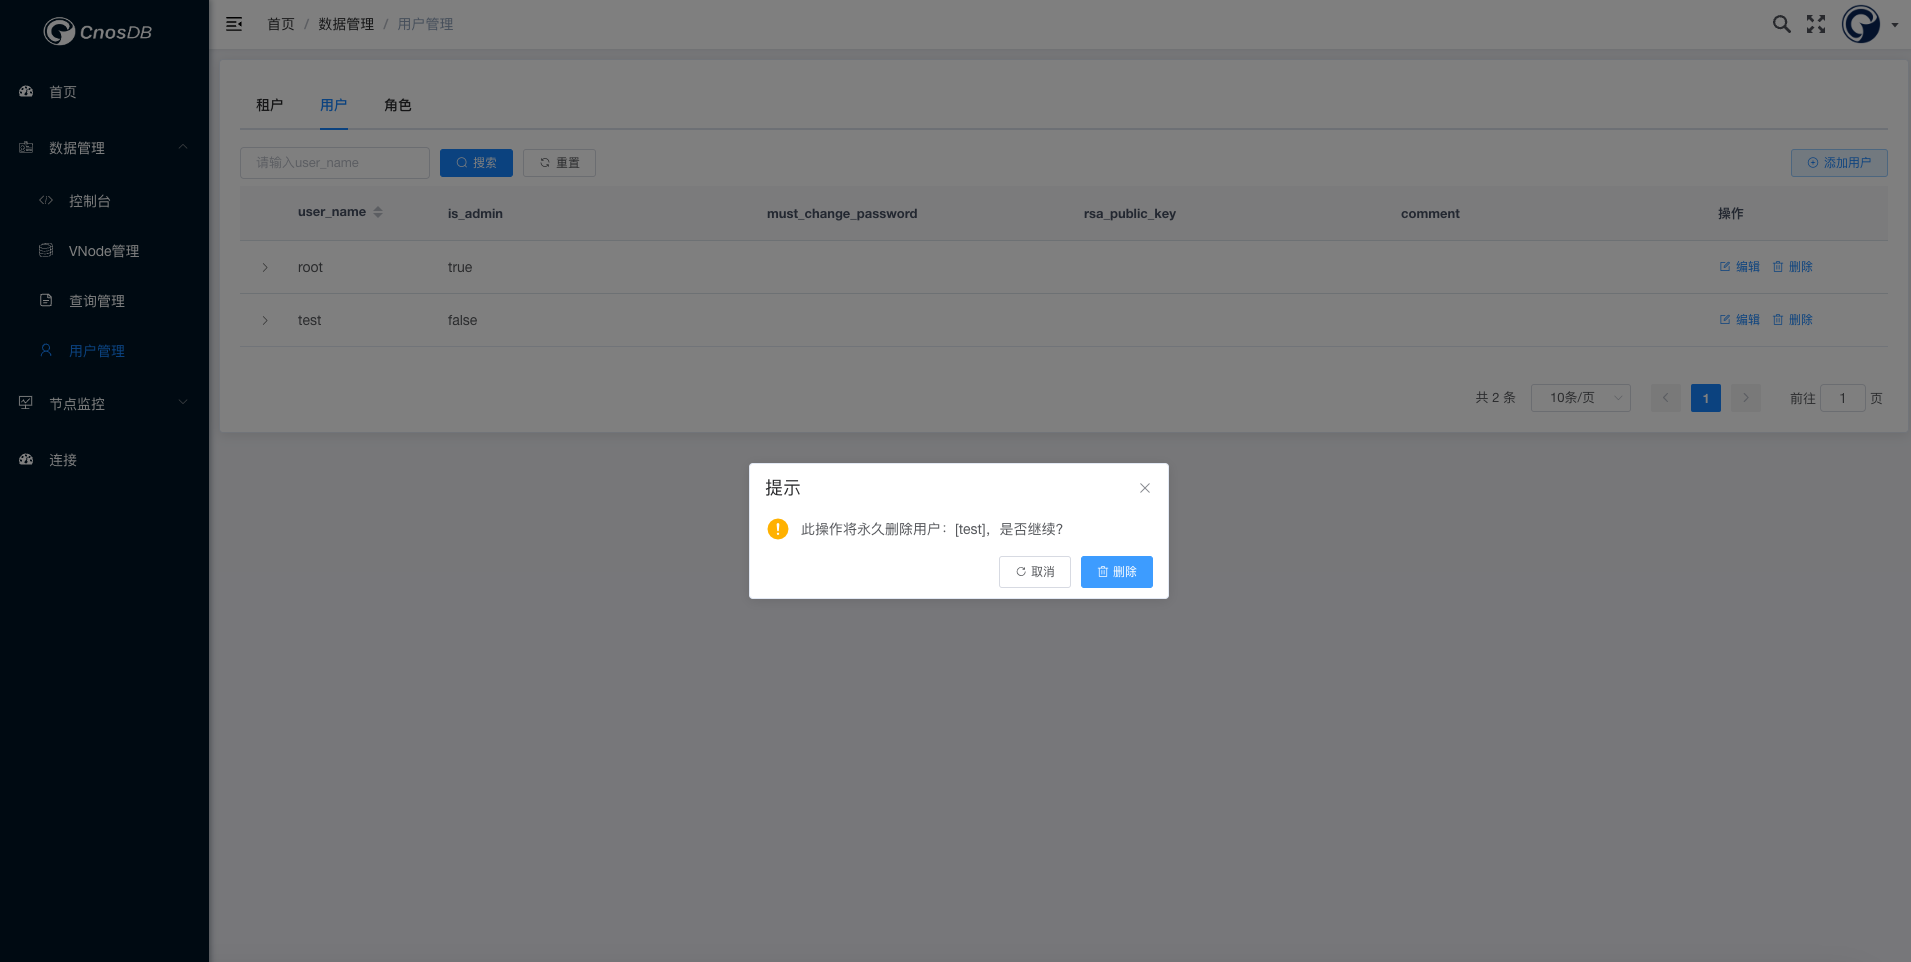 CnosDB
首页 / 数据管理 / 用户管理
首页
数据管理
控制台
VNode管理
查询管理
用户管理
节点监控
连接
租户 用户 角色
请输入user_name 搜索 重置 添加用户
user_name is_admin must_change_password rsa_public_key comment 操作
root true 编辑 删除
test false 编辑 删除
共 2 条 10条/页 1 前往 1 页
提示
此操作将永久删除用户：[test]，是否继续?
取消 删除